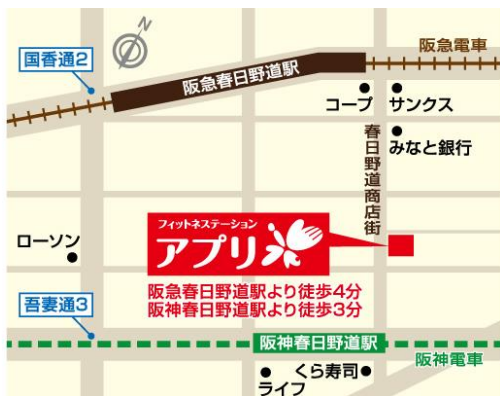 N
国香通2
阪急電車
阪急春日野道駅
コープ
サンクス
みなと銀行
春日野道商店街
フィットネステーション
アプリ
ローソン
阪急春日野道駅より徒歩4分
阪神春日野道駅より徒歩3分
吾妻通3
阪神春日野道駅
阪神電車
くら寿司
ライフ